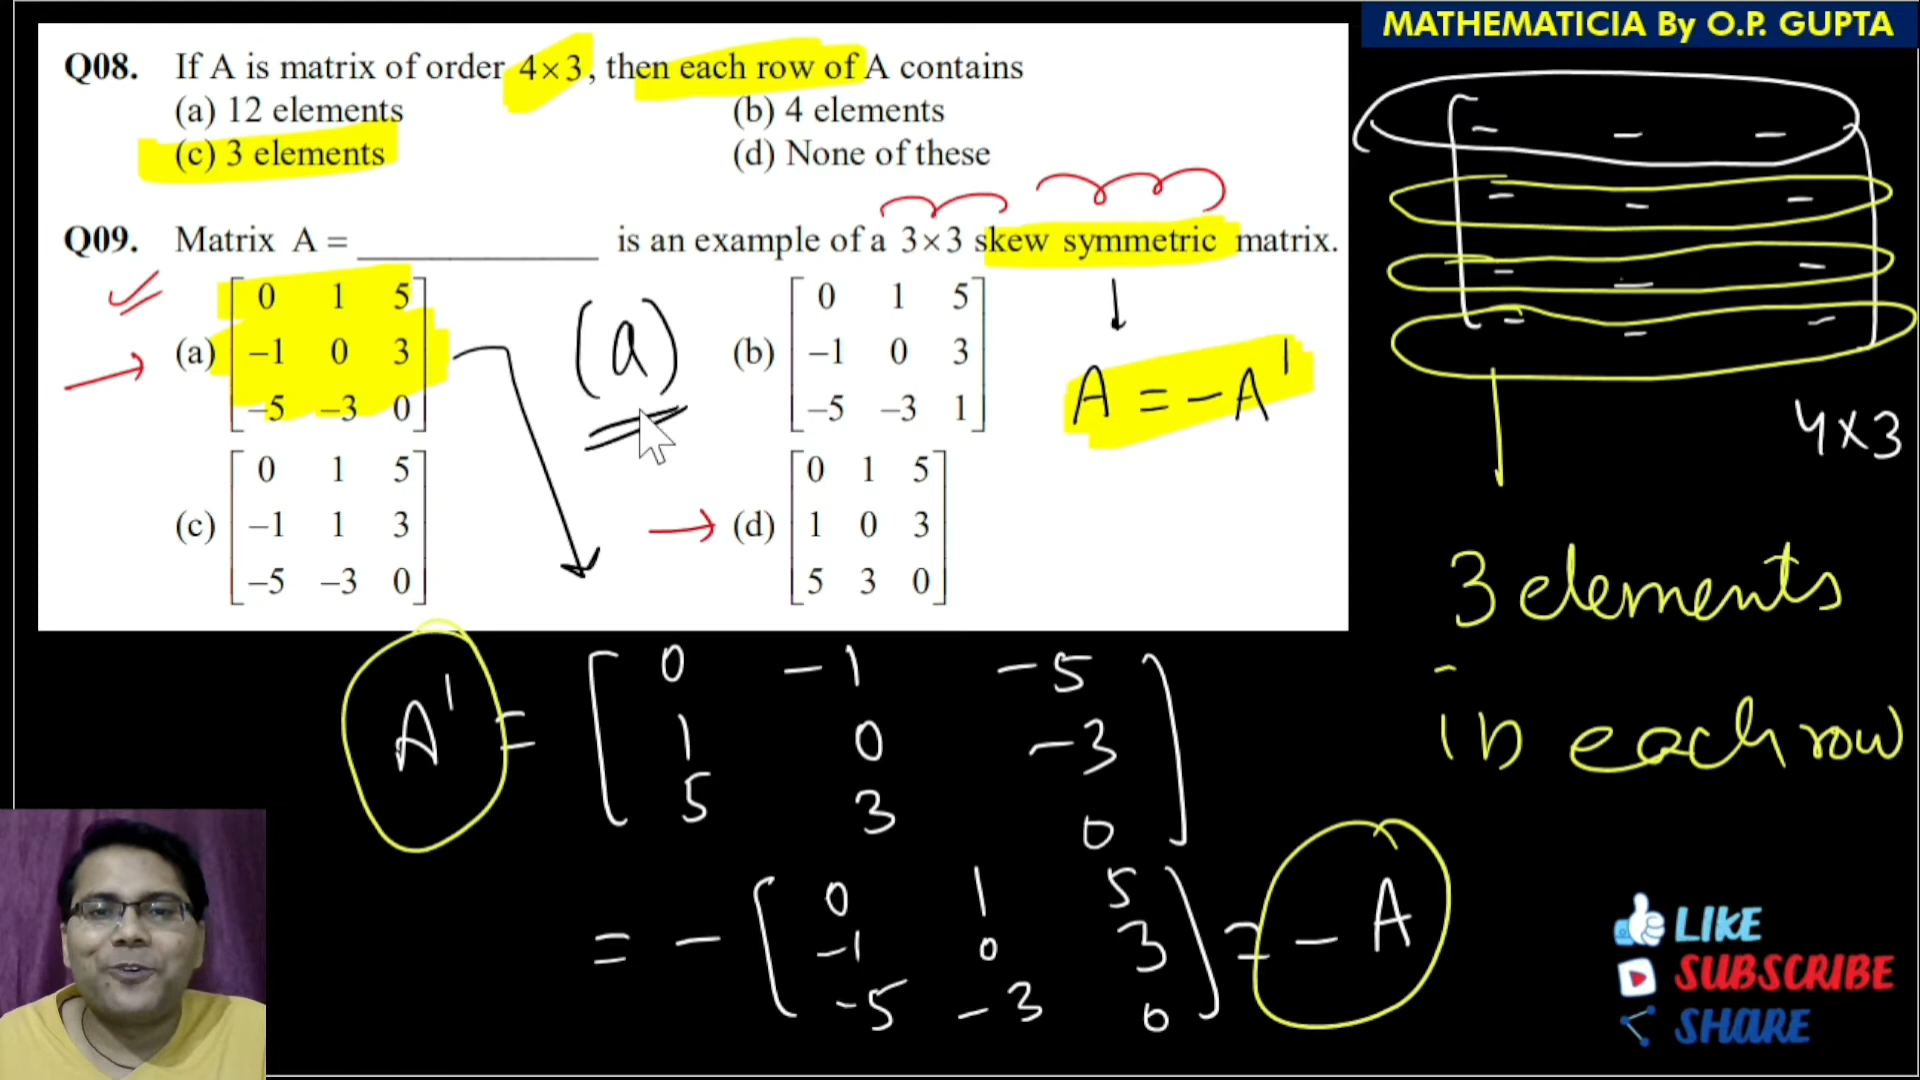 MATHEMATICIA By O.P. GUPTA
Q08. If A is matrix of order 4×3, then each row of A contains
(a) 12 elements (b) 4 elements
(c) 3 elements (d) None of these
Q09. Matrix A = ______________ is an example of a 3×3 skew symmetric matrix.
(a)
0 1 5
−1 0 3
−5 −3 0
(b)
0 1 5
−1 0 3
−5 −3 1
(c)
0 1 5
−1 1 3
−5 −3 0
(d)
0 1 5
1 0 3
5 3 0
(a)
A = − A'
4×3
3 elements
in each row
A' =
0 −1 −5
1 0 −3
5 3 0
= −
0 1 5
−1 0 3
−5 −3 0
= − A
LIKE
SUBSCRIBE
SHARE